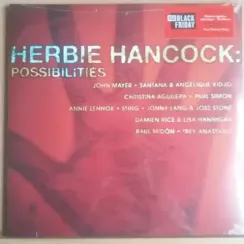 BLACK
FRIDAY
HERBIE HANCOCK:
POSSIBILITIES
JOHN MAYER • SANTANA & ANGELIQUE KIDJO
CHRISTINA AGUILERA • PAUL SIMON
ANNIE LENNOX • STING • JONNY LANG & JOSS STONE
DAMIEN RICE & LISA HANNIGAN
RAUL MIDÓN • TREY ANASTASIO